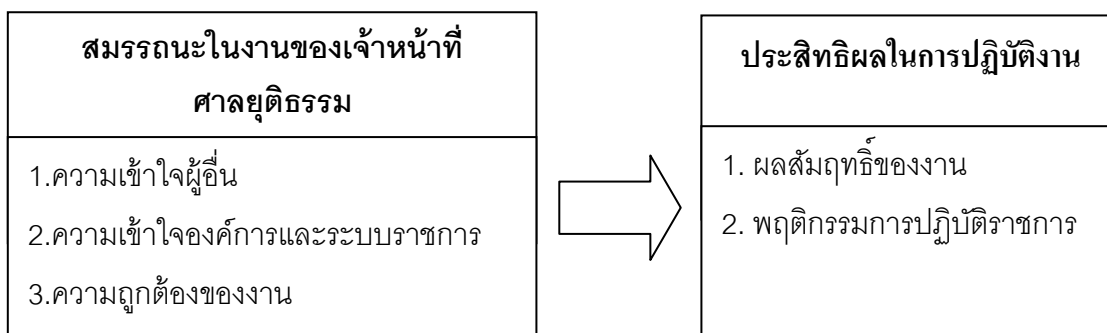 สมรรถนะในงานของเจ้าหน้าที่
ศาลยุติธรรม
1.ความเข้าใจผู้อื่น
2.ความเข้าใจองค์การและระบบราชการ
3.ความถูกต้องของงาน
ประสิทธิผลในการปฏิบัติงาน
1. ผลสัมฤทธิ์ของงาน
2. พฤติกรรมการปฏิบัติราชการ